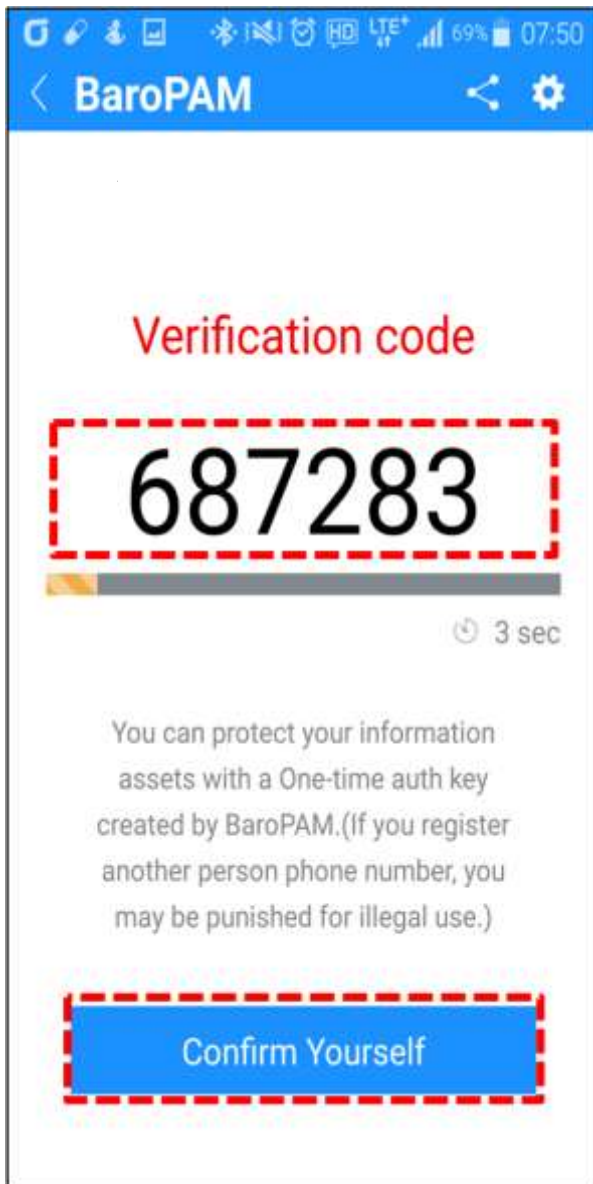 HD LTE+ 69% 07:50
BaroPAM
Verification code
687283
3 sec
You can protect your information
assets with a One-time auth key
created by BaroPAM.(If you register
another person phone number, you
may be punished for illegal use.)
Confirm Yourself